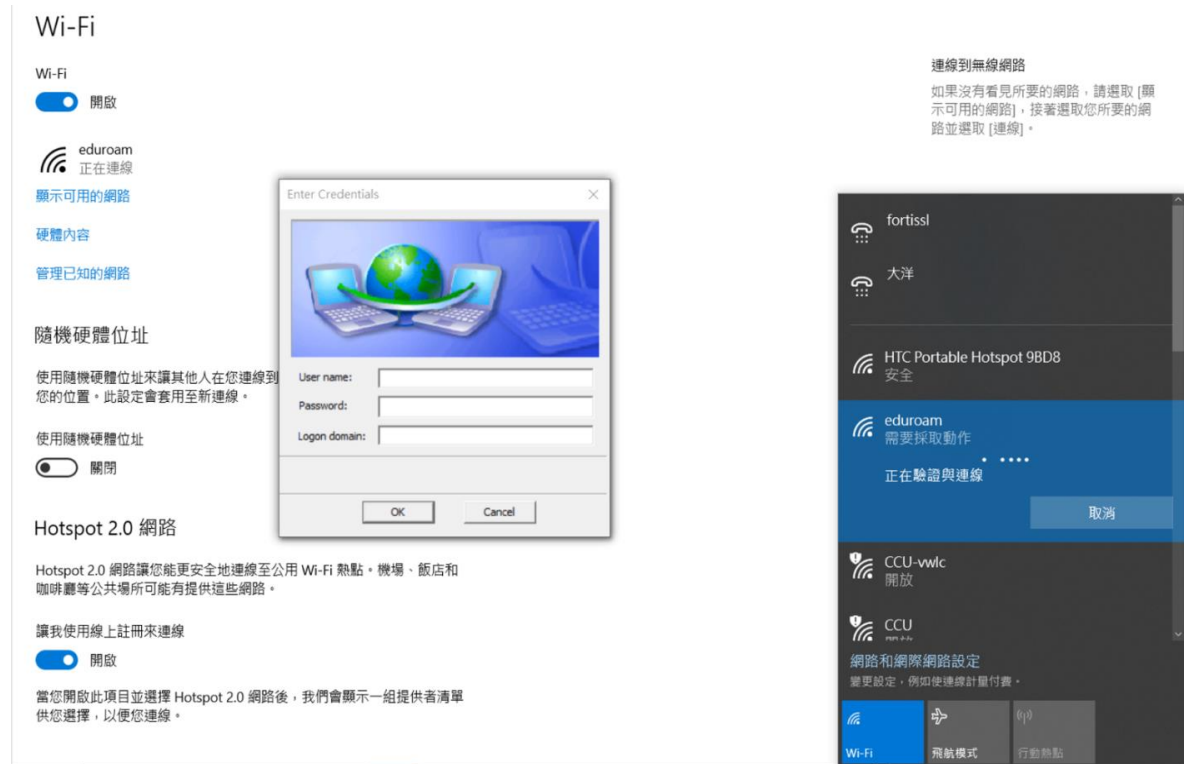 Wi-Fi
Wi-Fi
開啟
eduroam
正在連線
顯示可用的網路
硬體內容
管理已知的網路
隨機硬體位址
使用隨機硬體位址來讓其他人在您連線到
您的位置。此設定會套用至新連線。
使用隨機硬體位址
關閉
Hotspot 2.0 網路
Hotspot 2.0 網路讓您能更安全地連線至公用 Wi-Fi 熱點。機場、飯店和
咖啡廳等公共場所可能有提供這些網路。
讓我使用線上註冊來連線
開啟
當您開啟此項目並選擇 Hotspot 2.0 網路後，我們會顯示一組提供者清單
供您選擇，以便您連線。
Enter Credentials
User name:
Password:
Logon domain:
OK
Cancel
連線到無線網路
如果沒有看見所要的網路，請選取 [顯
示可用的網路]，接著選取您所要的網
路並選取 [連線]。
fortissl
大洋
HTC Portable Hotspot 9BD8
安全
eduroam
需要採取動作
正在驗證與連線
取消
CCU-vwlc
開放
CCU
網路和網際網路設定
變更設定，例如使連線計量付費。
Wi-Fi
飛航模式
行動熱點